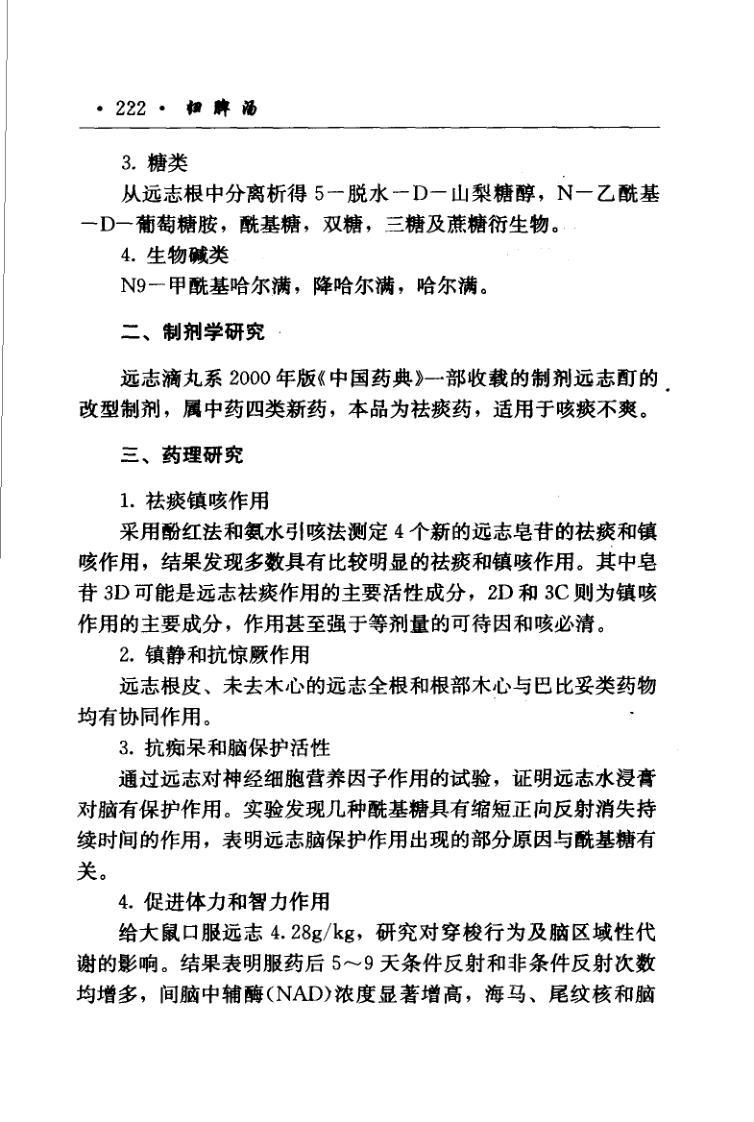 · 222 · 归脾汤
3. 糖类
从远志根中分离析得 5－脱水－D－山梨糖醇，N－乙酰基
－D－葡萄糖胺，酰基糖，双糖，三糖及蔗糖衍生物。
4. 生物碱类
N9－甲酰基哈尔满，降哈尔满，哈尔满。
二、制剂学研究
远志滴丸系 2000 年版《中国药典》一部收载的制剂远志酊的
改型制剂，属中药四类新药，本品为祛痰药，适用于咳痰不爽。
三、药理研究
1. 祛痰镇咳作用
采用酚红法和氨水引咳法测定 4 个新的远志皂苷的祛痰和镇
咳作用，结果发现多数具有比较明显的祛痰和镇咳作用。其中皂
苷 3D 可能是远志祛痰作用的主要活性成分，2D 和 3C 则为镇咳
作用的主要成分，作用甚至强于等剂量的可待因和咳必清。
2. 镇静和抗惊厥作用
远志根皮、未去木心的远志全根和根部木心与巴比妥类药物
均有协同作用。
3. 抗痴呆和脑保护活性
通过远志对神经细胞营养因子作用的试验，证明远志水浸膏
对脑有保护作用。实验发现几种酰基糖具有缩短正向反射消失持
续时间的作用，表明远志脑保护作用出现的部分原因与酰基糖有
关。
4. 促进体力和智力作用
给大鼠口服远志 4.28g/kg，研究对穿梭行为及脑区域性代
谢的影响。结果表明服药后 5～9 天条件反射和非条件反射次数
均增多，间脑中辅酶(NAD)浓度显著增高，海马、尾纹核和脑